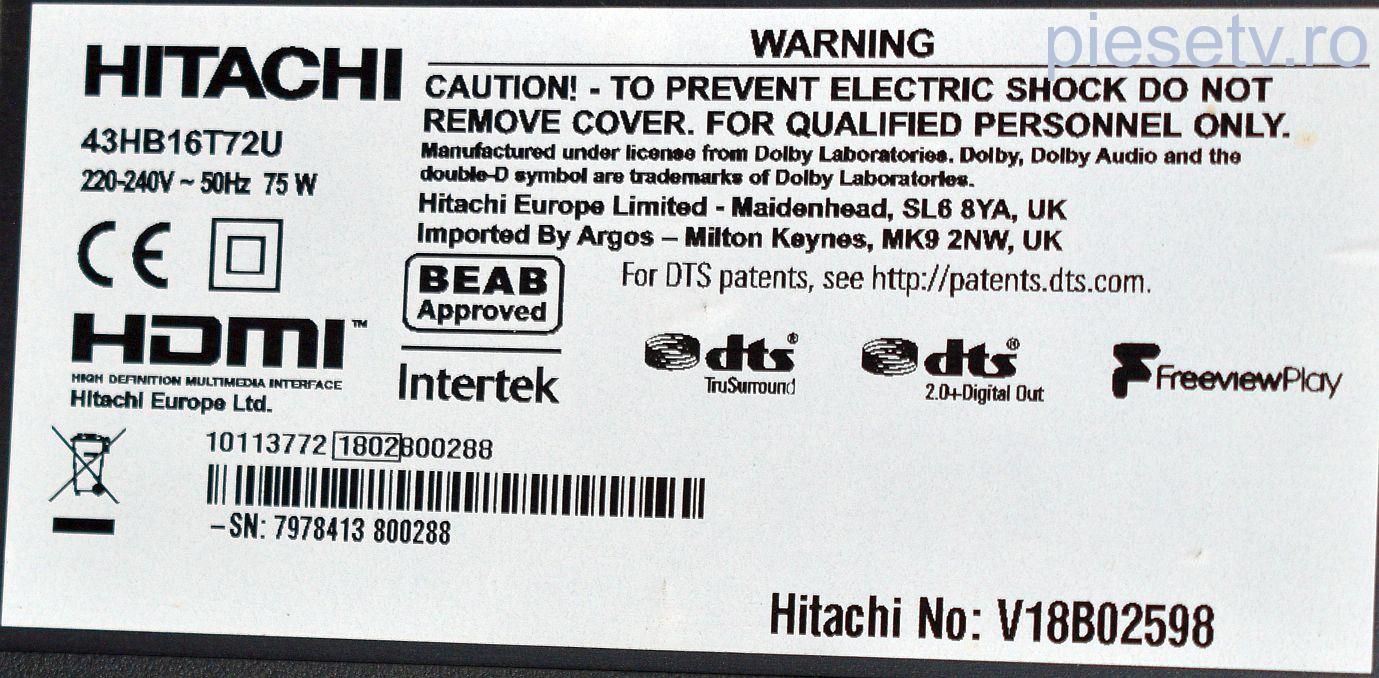 piesetv.ro
HITACHI
43HB16T72U
220-240V ~ 50Hz 75 W
CE
HDMI™
HIGH DEFINITION MULTIMEDIA INTERFACE
Hitachi Europe Ltd.
WARNING
CAUTION! - TO PREVENT ELECTRIC SHOCK DO NOT
REMOVE COVER. FOR QUALIFIED PERSONNEL ONLY.
Manufactured under license from Dolby Laboratories. Dolby, Dolby Audio and the
double-D symbol are trademarks of Dolby Laboratories.
Hitachi Europe Limited - Maidenhead, SL6 8YA, UK
Imported By Argos – Milton Keynes, MK9 2NW, UK
BEAB
Approved
Intertek
For DTS patents, see http://patents.dts.com.
dts®
TruSurround
dts®
2.0+Digital Out
FreeviewPlay
10113772 1802 800288
–SN: 7978413 800288
Hitachi No: V18B02598